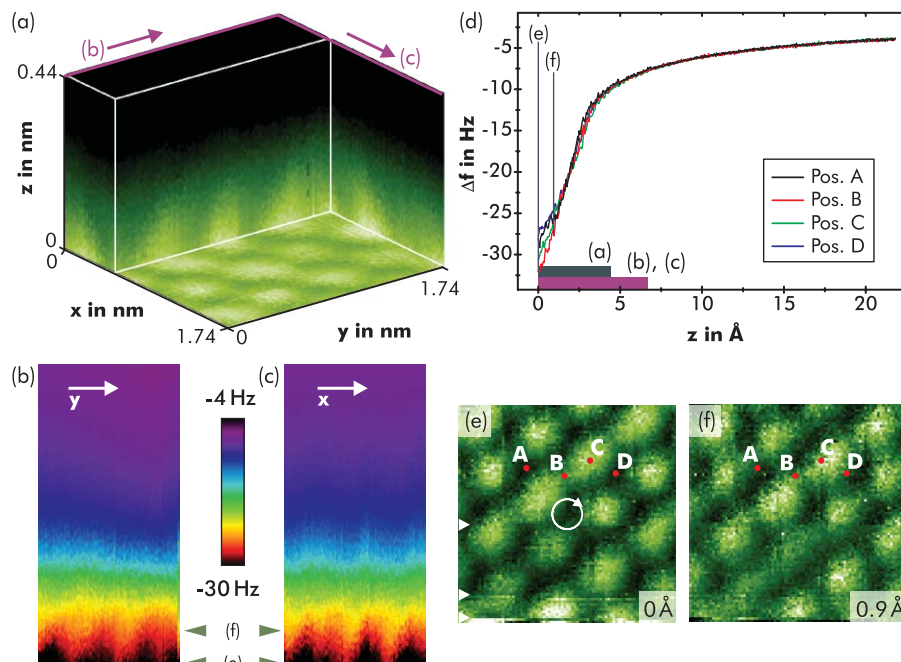 (a)
(b)
(c)
0.44
z in nm
0
0
x in nm
1.74
0
y in nm
1.74
(d)
(e)
(f)
-5
-10
-15
-20
-25
-30
Δf in Hz
Pos. A
Pos. B
Pos. C
Pos. D
(a)
(b), (c)
0
5
10
15
20
z in Å
(b)
y
-4 Hz
-30 Hz
(c)
x
(f)
(e)
(e)
A
B
C
D
0 Å
(f)
A
B
C
D
0.9 Å